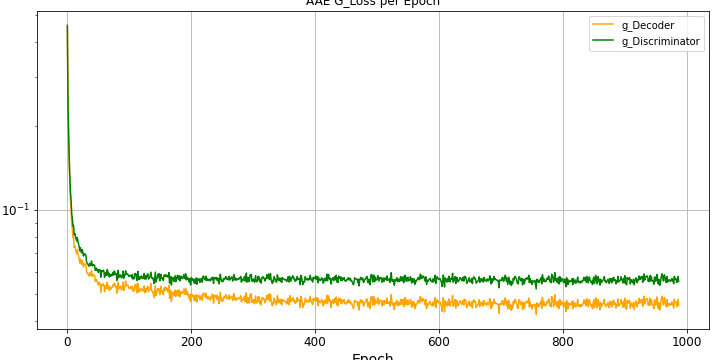 AAE G_Loss per Epoch
g_Decoder
g_Discriminator
10⁻¹
0 200 400 600 800 1000
Epoch